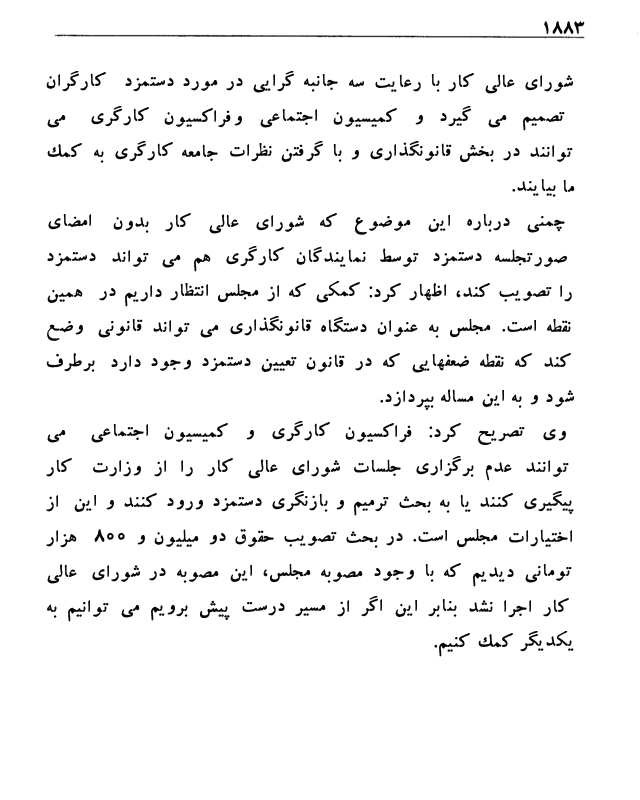 ۱۸۸۳
شورای عالی کار با رعایت سه جانبه گرایی در مورد دستمزد کارگران
تصمیم می گیرد و کمیسیون اجتماعی وفراکسیون کارگری می
توانند در بخش قانونگذاری و با گرفتن نظرات جامعه کارگری به کمك
ما بیایند.
چمنی درباره این موضوع که شورای عالی کار بدون امضای
صورتجلسه دستمزد توسط نمایندگان کارگری هم می تواند دستمزد
را تصویب کند، اظهار کرد: کمکی که از مجلس انتظار داریم در همین
نقطه است. مجلس به عنوان دستگاه قانونگذاری می تواند قانونی وضع
کند که نقطه ضعفهایی که در قانون تعیین دستمزد وجود دارد برطرف
شود و به این مساله بپردازد.
وی تصریح کرد: فراکسیون کارگری و کمیسیون اجتماعی می
توانند عدم برگزاری جلسات شورای عالی کار را از وزارت کار
پیگیری کنند یا به بحث ترمیم و بازنگری دستمزد ورود کنند و این از
اختیارات مجلس است. در بحث تصویب حقوق دو میلیون و ۸۰۰ هزار
تومانی دیدیم که با وجود مصوبه مجلس، این مصوبه در شورای عالی
کار اجرا نشد بنابر این اگر از مسیر درست پیش برویم می توانیم به
یکدیگر کمك کنیم.